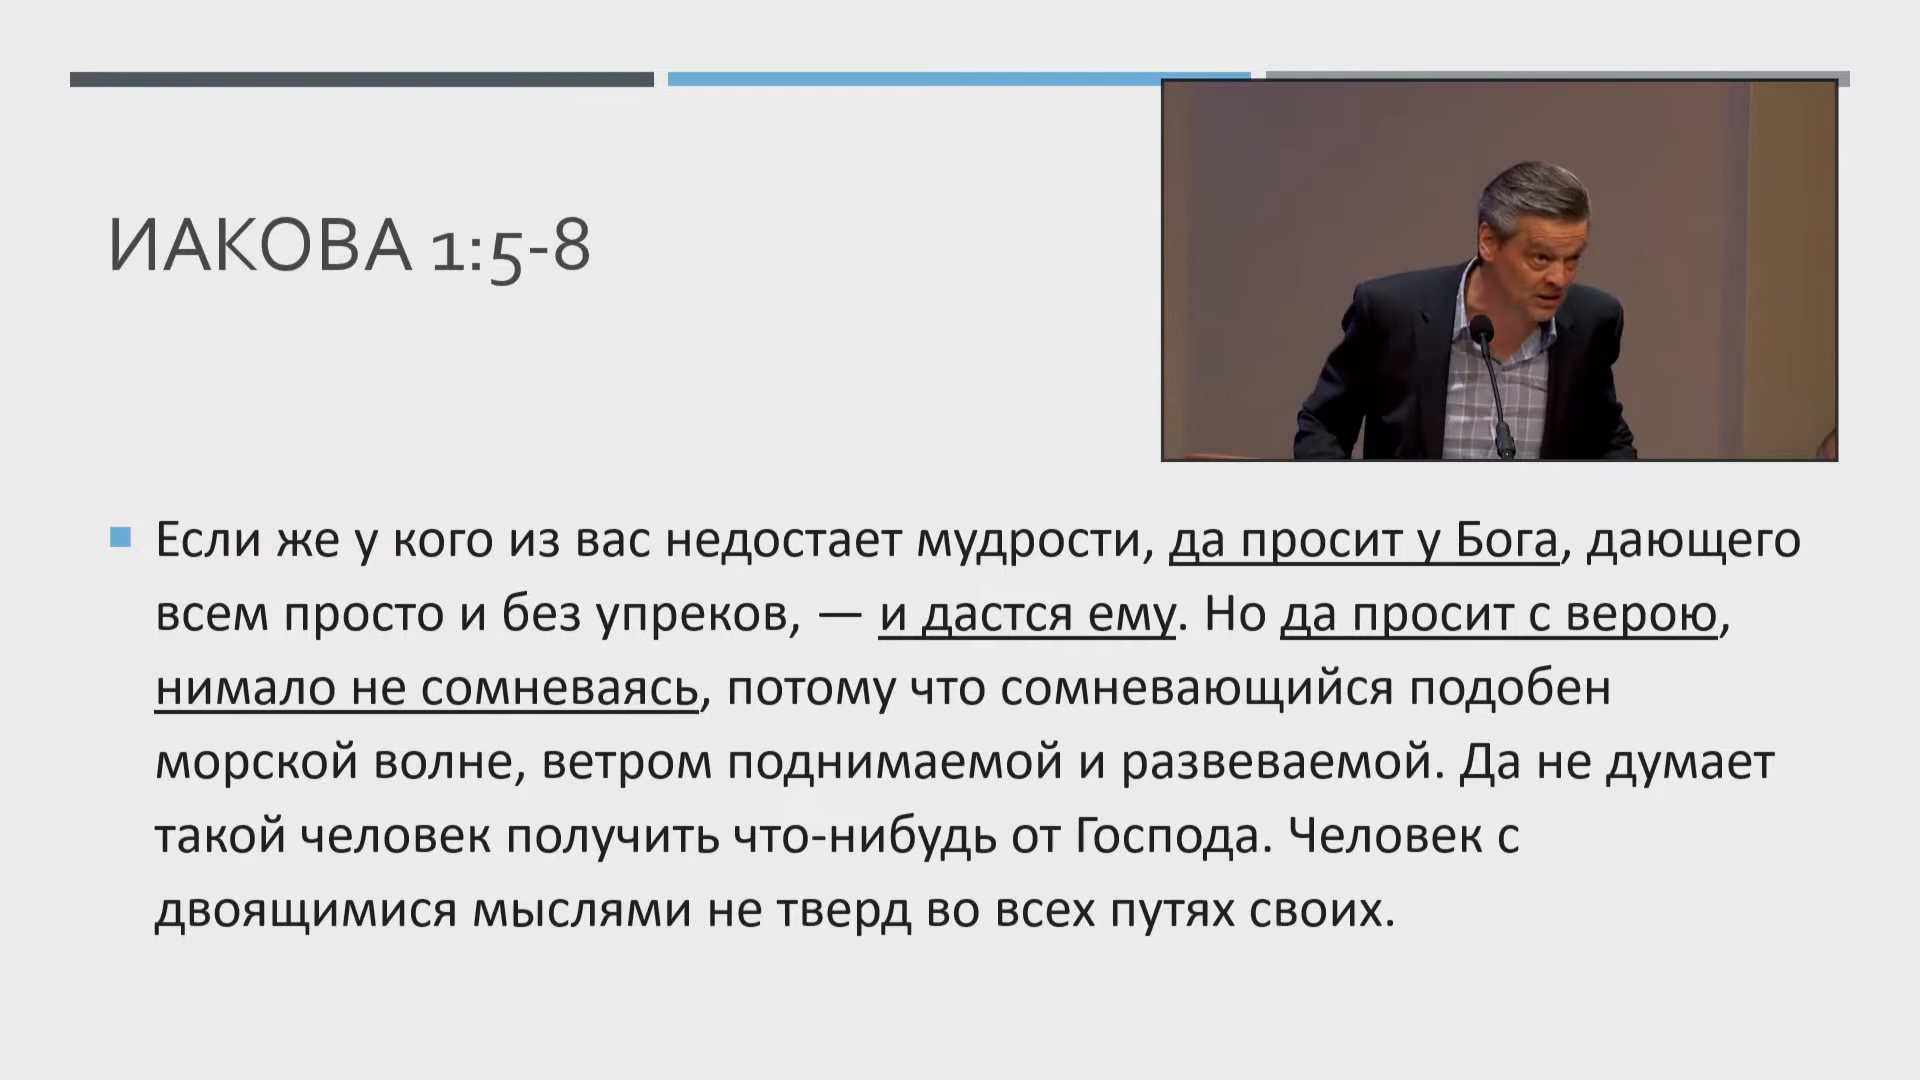 ИАКОВА 1:5-8
Если же у кого из вас недостает мудрости, да просит у Бога, дающего
всем просто и без упреков, — и дастся ему. Но да просит с верою,
нимало не сомневаясь, потому что сомневающийся подобен
морской волне, ветром поднимаемой и развеваемой. Да не думает
такой человек получить что-нибудь от Господа. Человек с
двоящимися мыслями не тверд во всех путях своих.